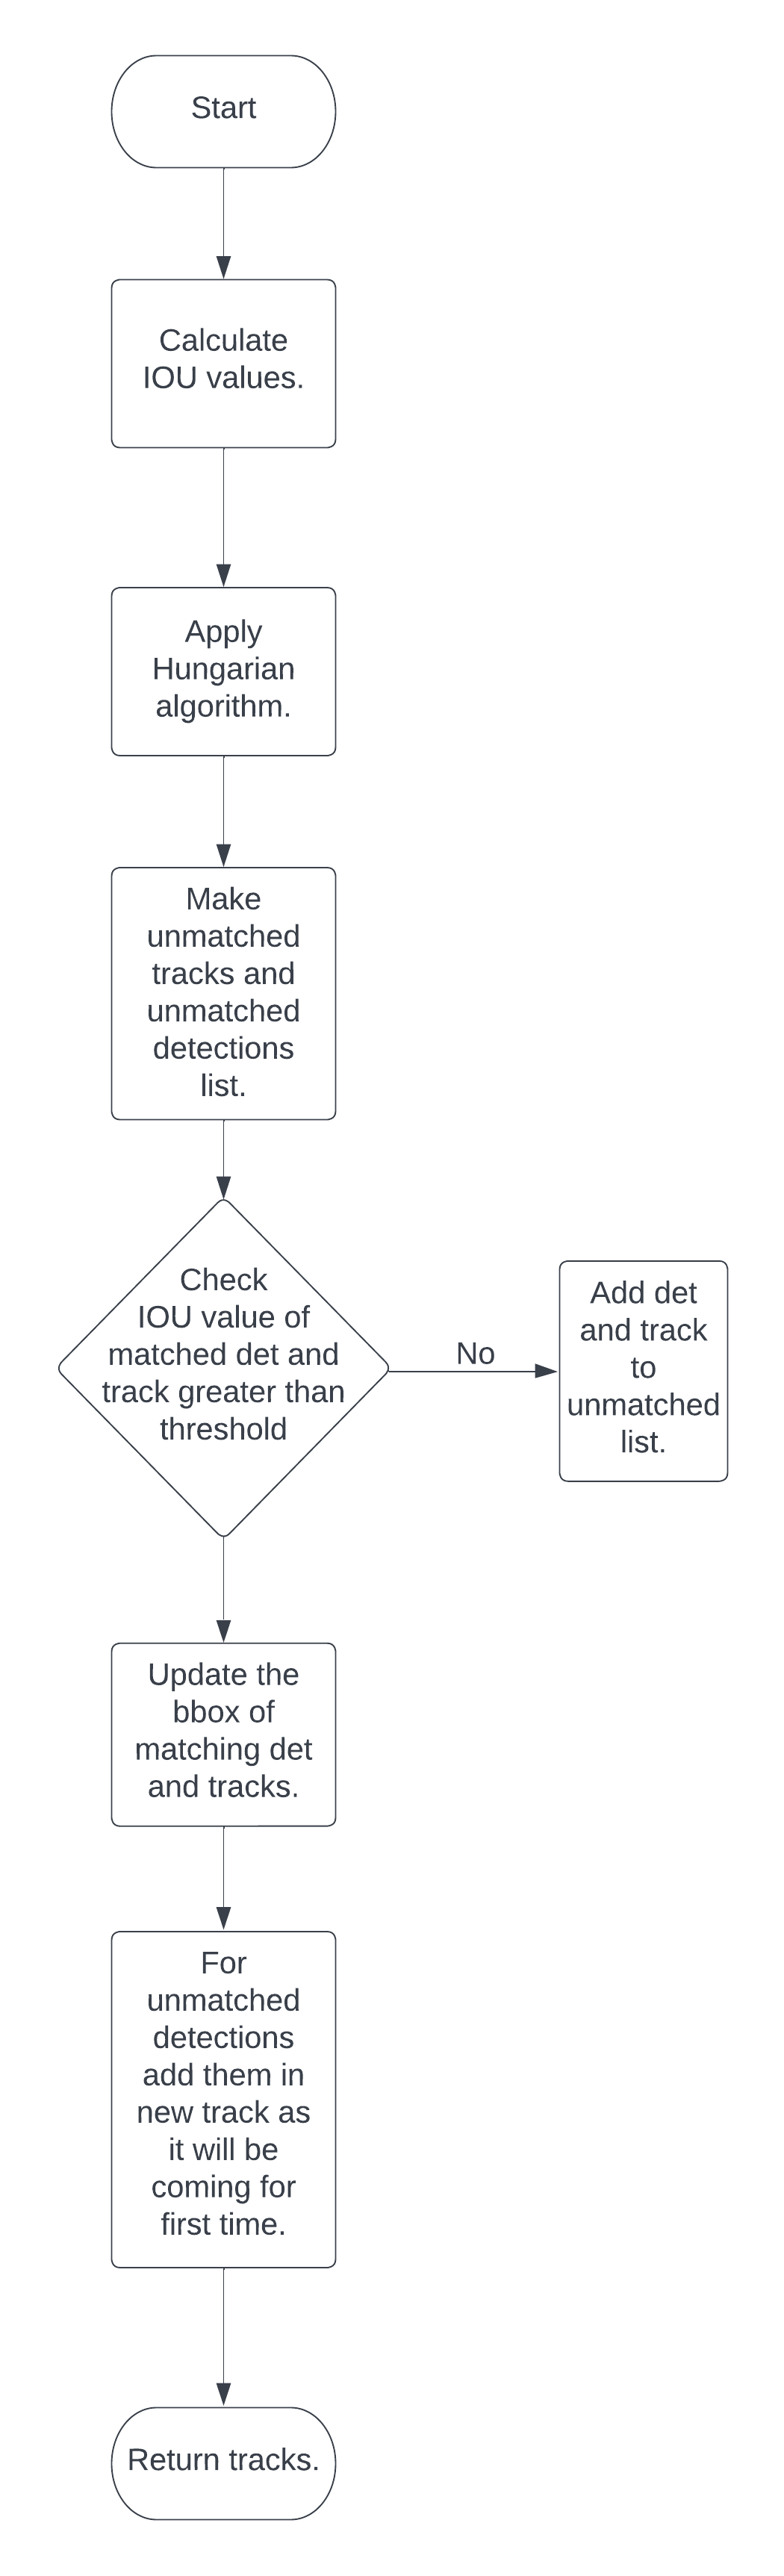 Start
Calculate
IOU values.
Apply
Hungarian
algorithm.
Make
unmatched
tracks and
unmatched
detections
list.
Check
IOU value of
matched det and
track greater than
threshold
No
Add det
and track
to
unmatched
list.
Update the
bbox of
matching det
and tracks.
For
unmatched
detections
add them in
new track as
it will be
coming for
first time.
Return tracks.